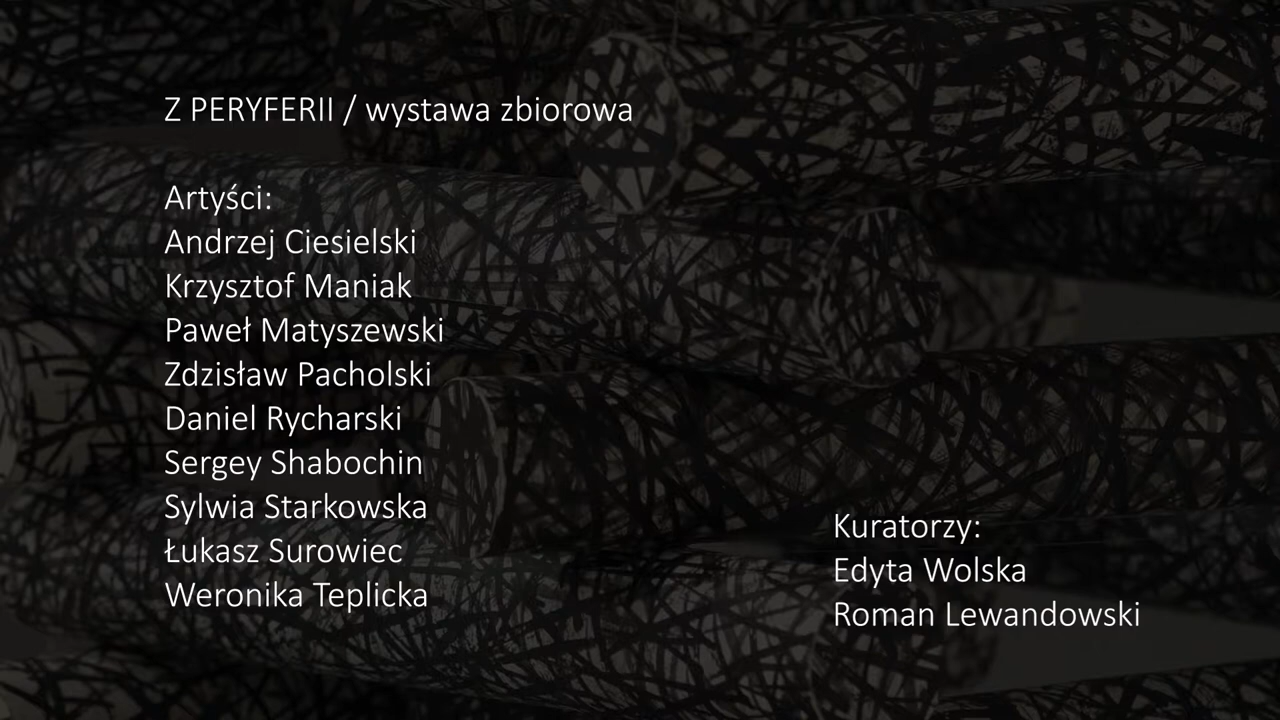 Z PERYFERII / wystawa zbiorowa
Artyści:
Andrzej Ciesielski
Krzysztof Maniak
Paweł Matyszewski
Zdzisław Pacholski
Daniel Rycharski
Sergey Shabochin
Sylwia Starkowska
Łukasz Surowiec
Weronika Teplicka
Kuratorzy:
Edyta Wolska
Roman Lewandowski